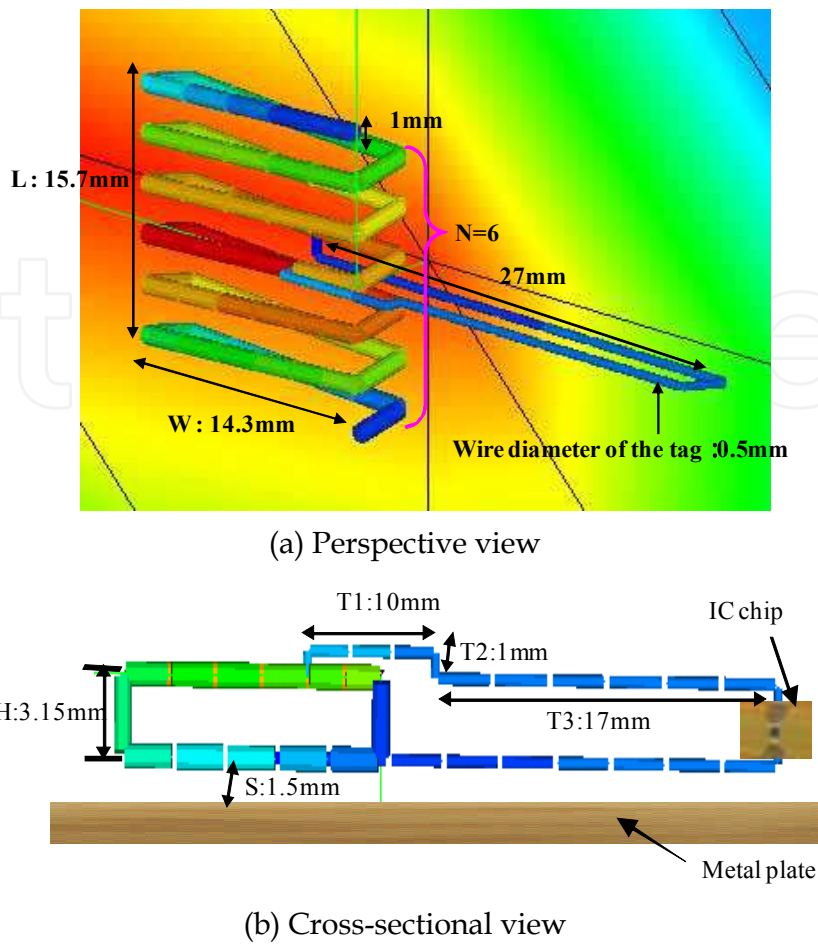 1mm
L : 15.7mm
N=6
27mm
W : 14.3mm
Wire diameter of the tag :0.5mm
(a) Perspective view
T1:10mm
IC chip
T2:1mm
H:3.15mm
T3:17mm
S:1.5mm
Metal plate
(b) Cross-sectional view